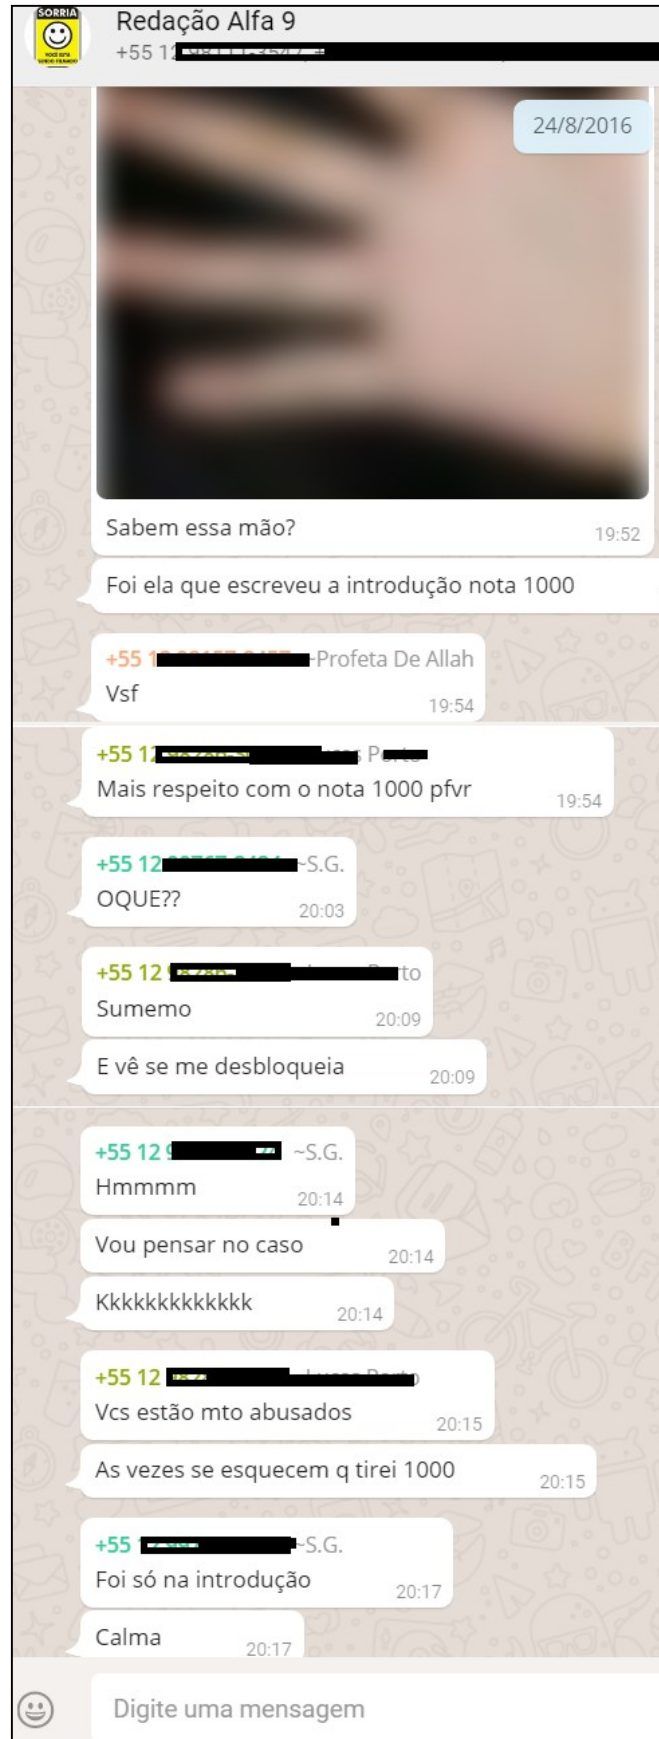 SORRIA
Redação Alfa 9
+55 12
24/8/2016
Sabem essa mão?
19:52
Foi ela que escreveu a introdução nota 1000
+55 1 ~Profeta De Allah
Vsf
19:54
+55 12
Mais respeito com o nota 1000 pfvr
19:54
+55 12 ~S.G.
OQUE??
20:03
+55 12
Sumemo
20:09
E vê se me desbloqueia
20:09
+55 12 9 ~S.G.
Hmmmm
20:14
Vou pensar no caso
20:14
Kkkkkkkkkkkkk
20:14
+55 12
Vcs estão mto abusados
20:15
As vezes se esquecem q tirei 1000
20:15
+55 ~S.G.
Foi só na introdução
20:17
Calma
20:17
Digite uma mensagem